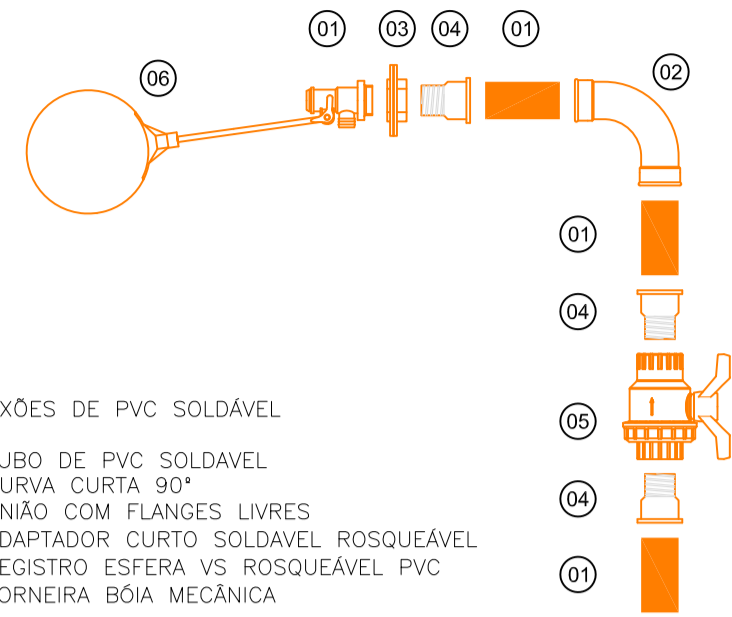 01 03 04 01
06
02
01
04
XÕES DE PVC SOLDÁVEL
05
UBO DE PVC SOLDAVEL
URVA CURTA 90°
NIÃO COM FLANGES LIVRES
04
DAPTADOR CURTO SOLDAVEL ROSQUEÁVEL
EGISTRO ESFERA VS ROSQUEÁVEL PVC
01
ORNEIRA BÓIA MECÂNICA